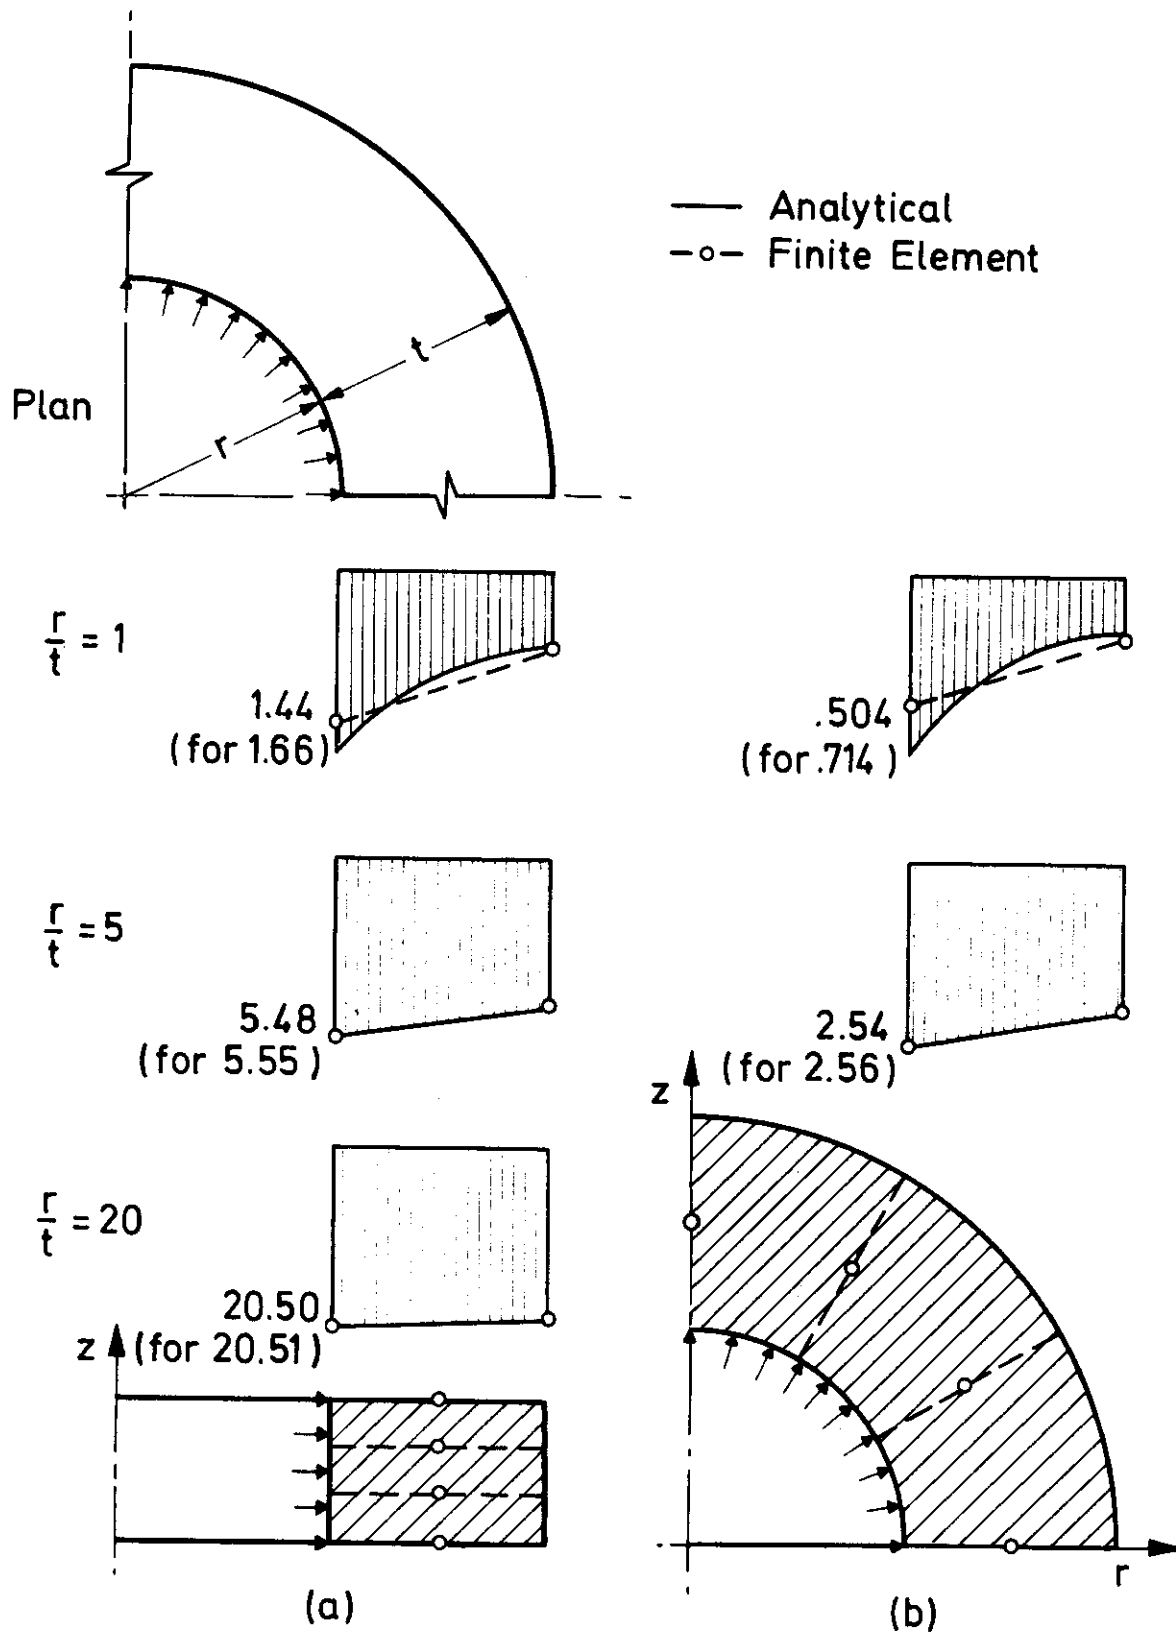 Analytical
–o– Finite Element
Plan
r
t
r/t = 1
1.44
(for 1.66)
.504
(for .714)
r/t = 5
5.48
(for 5.55)
2.54
(for 2.56)
r/t = 20
20.50
(for 20.51)
z
z
r
(a)
(b)